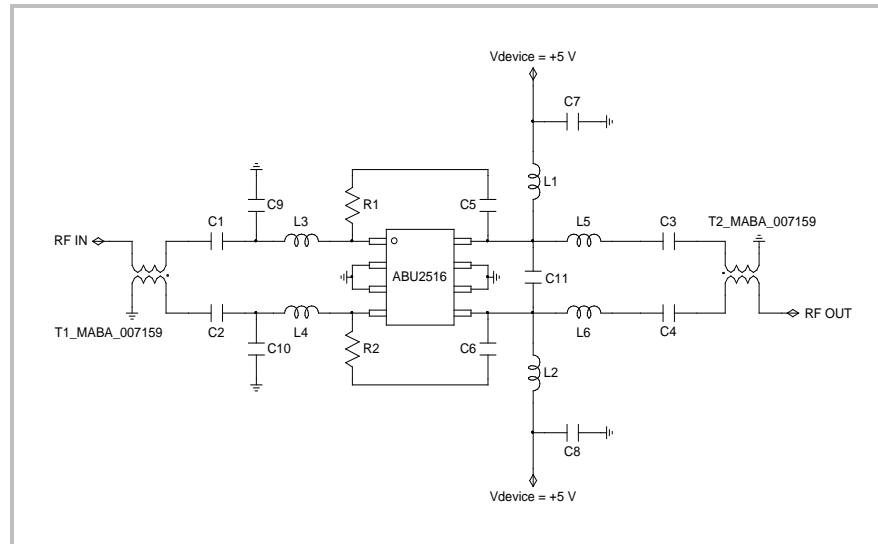 Vdevice = +5 V
C7
L1
C9
R1
C5
C1
L3
L5
C3
T2_MABA_007159
RF IN
ABU2516
C11
T1_MABA_007159
C2
L4
C10
R2
C6
L6
C4
RF OUT
L2
C8
Vdevice = +5 V